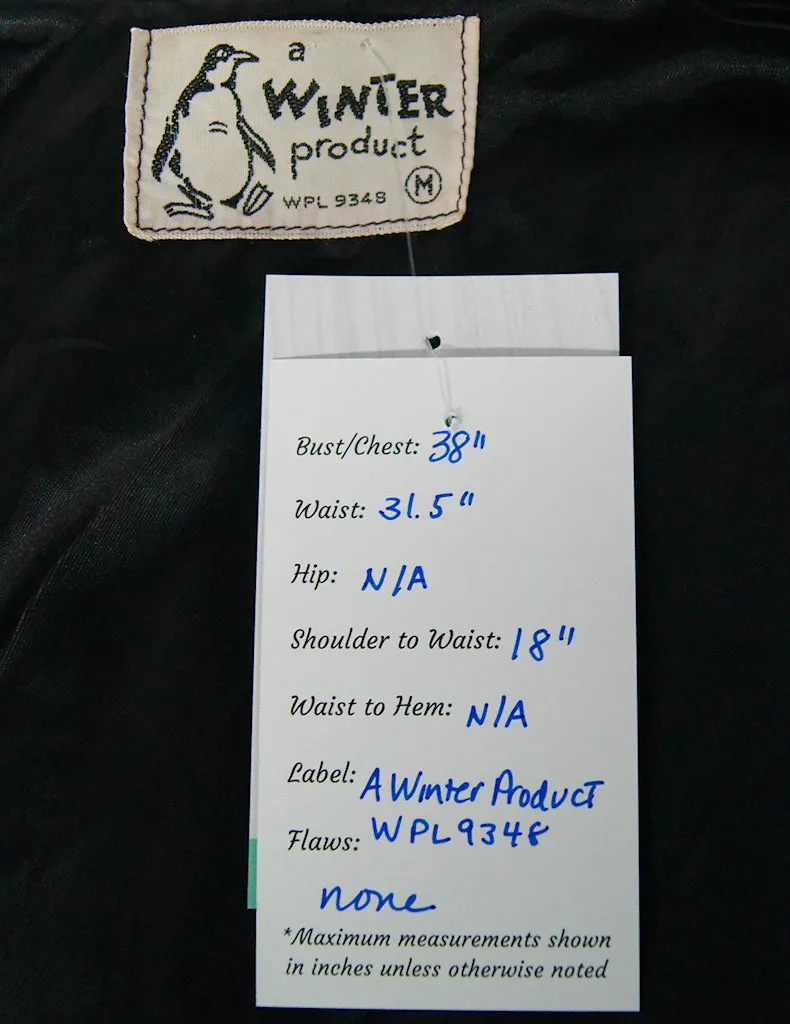 a
WINTER
product
WPL 9348 M
Bust/Chest: 38"
Waist: 31.5"
Hip: N/A
Shoulder to Waist: 18"
Waist to Hem: N/A
Label: A Winter Product
WPL9348
Flaws:
none
*Maximum measurements shown
in inches unless otherwise noted